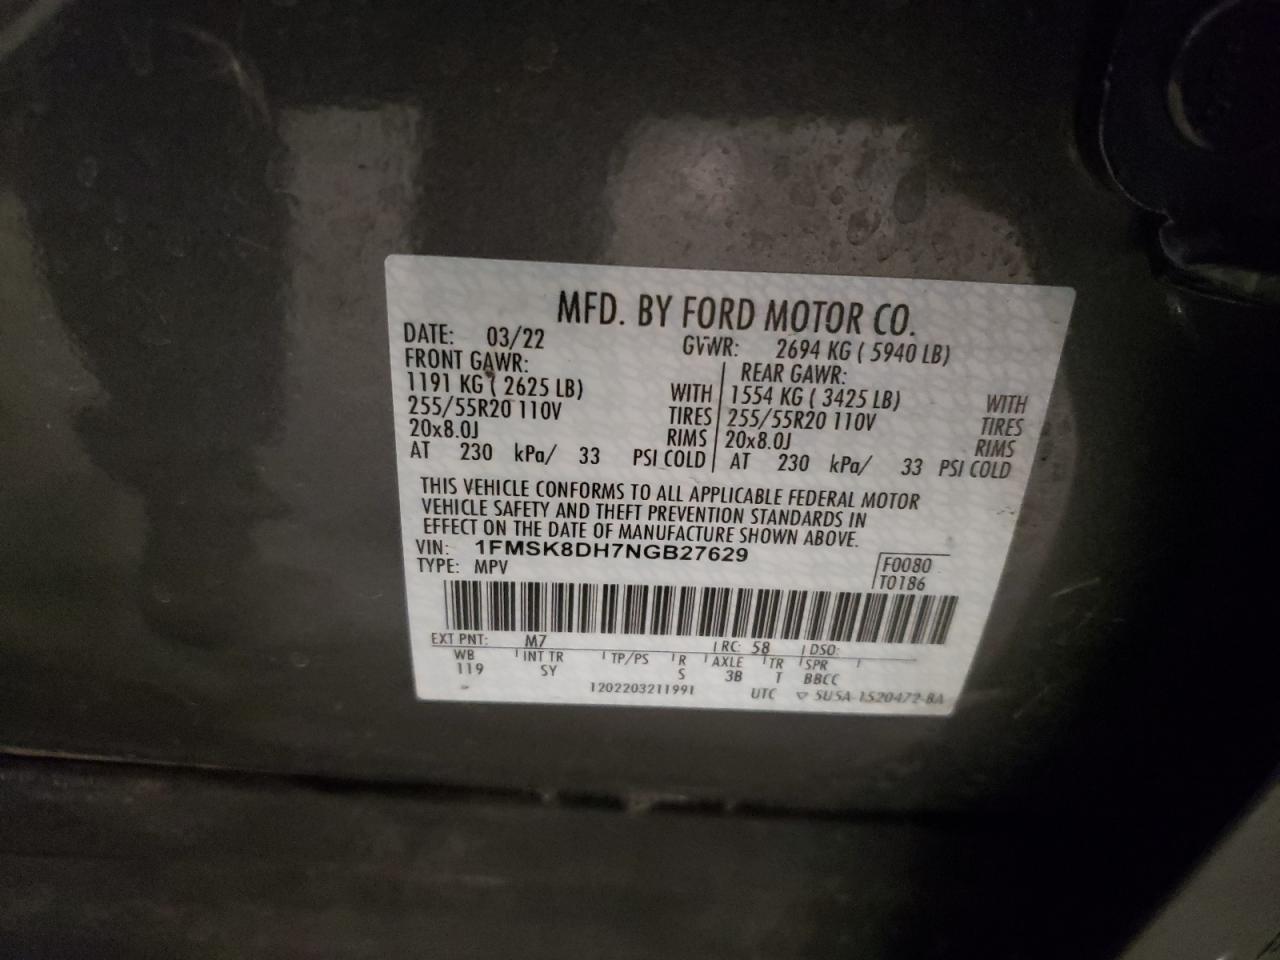 MFD. BY FORD MOTOR CO.
DATE: 03/22 GVWR: 2694 KG ( 5940 LB)
FRONT GAWR: REAR GAWR:
1191 KG ( 2625 LB) WITH 1554 KG ( 3425 LB) WITH
255/55R20 110V TIRES 255/55R20 110V TIRES
20x8.0J RIMS 20x8.0J RIMS
AT 230 kPa/ 33 PSI COLD AT 230 kPa/ 33 PSI COLD
THIS VEHICLE CONFORMS TO ALL APPLICABLE FEDERAL MOTOR
VEHICLE SAFETY AND THEFT PREVENTION STANDARDS IN
EFFECT ON THE DATE OF MANUFACTURE SHOWN ABOVE.
VIN: 1FMSK8DH7NGB27629 F0080
TYPE: MPV T0186
EXT PNT: M7 RC: 58 DSO:
WB INT TR TP/PS R AXLE TR SPR
119 SY S 3B T BBCC
1202203211991 UTC 5U5A-1520472-BA